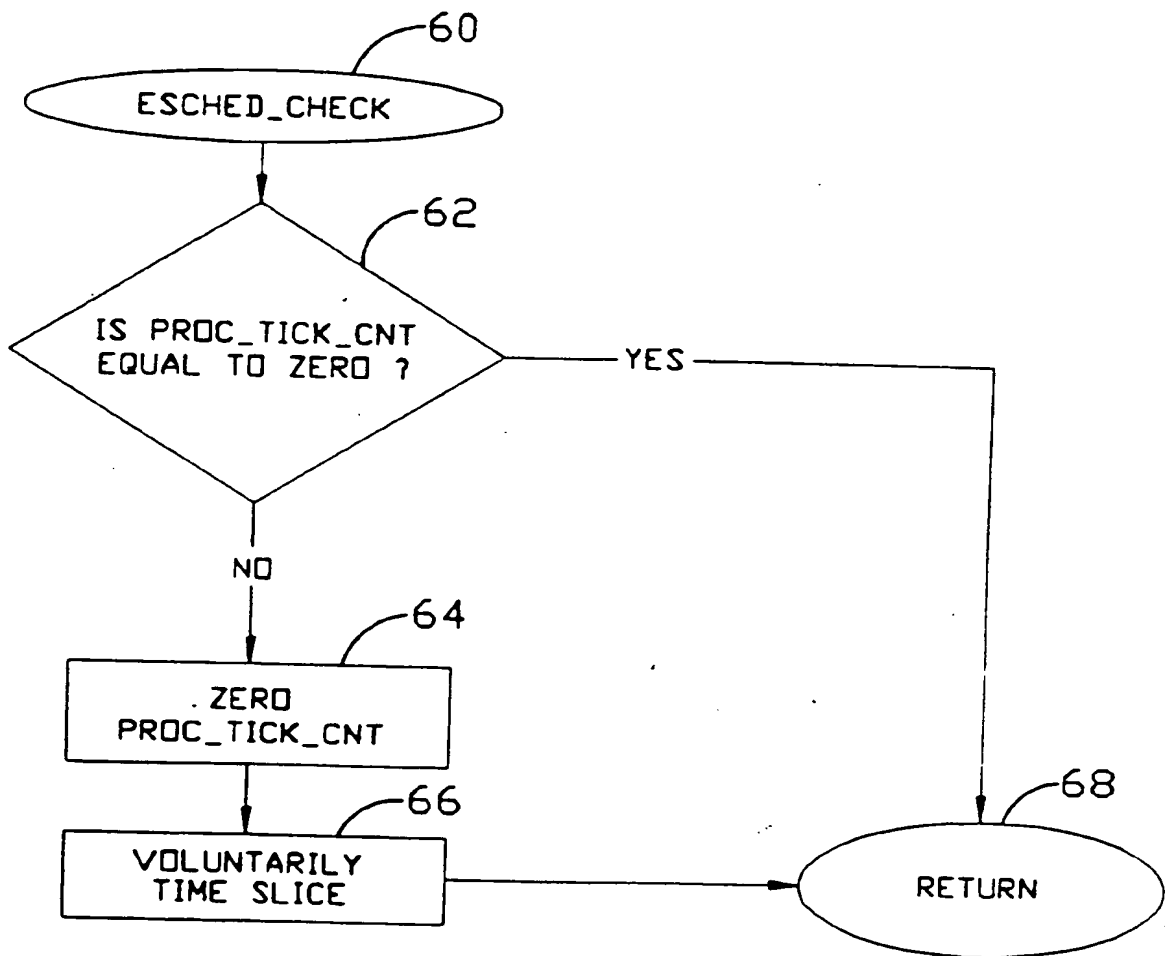 60
ESCHED_CHECK
62
IS PROC_TICK_CNT
EQUAL TO ZERO ?
YES
NO
64
ZERO
PROC_TICK_CNT
66
VOLUNTARILY
TIME SLICE
68
RETURN